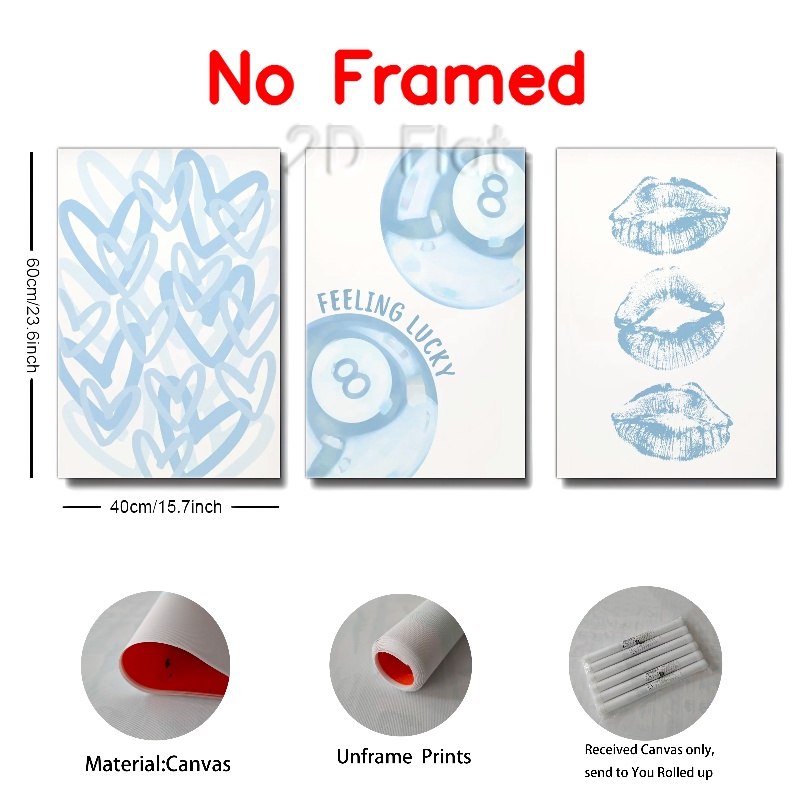 No Framed
2D Flat
60cm/23.6inch
8
FEELING LUCKY
8
40cm/15.7inch
Material:Canvas
Unframe Prints
Received Canvas only,
send to You Rolled up